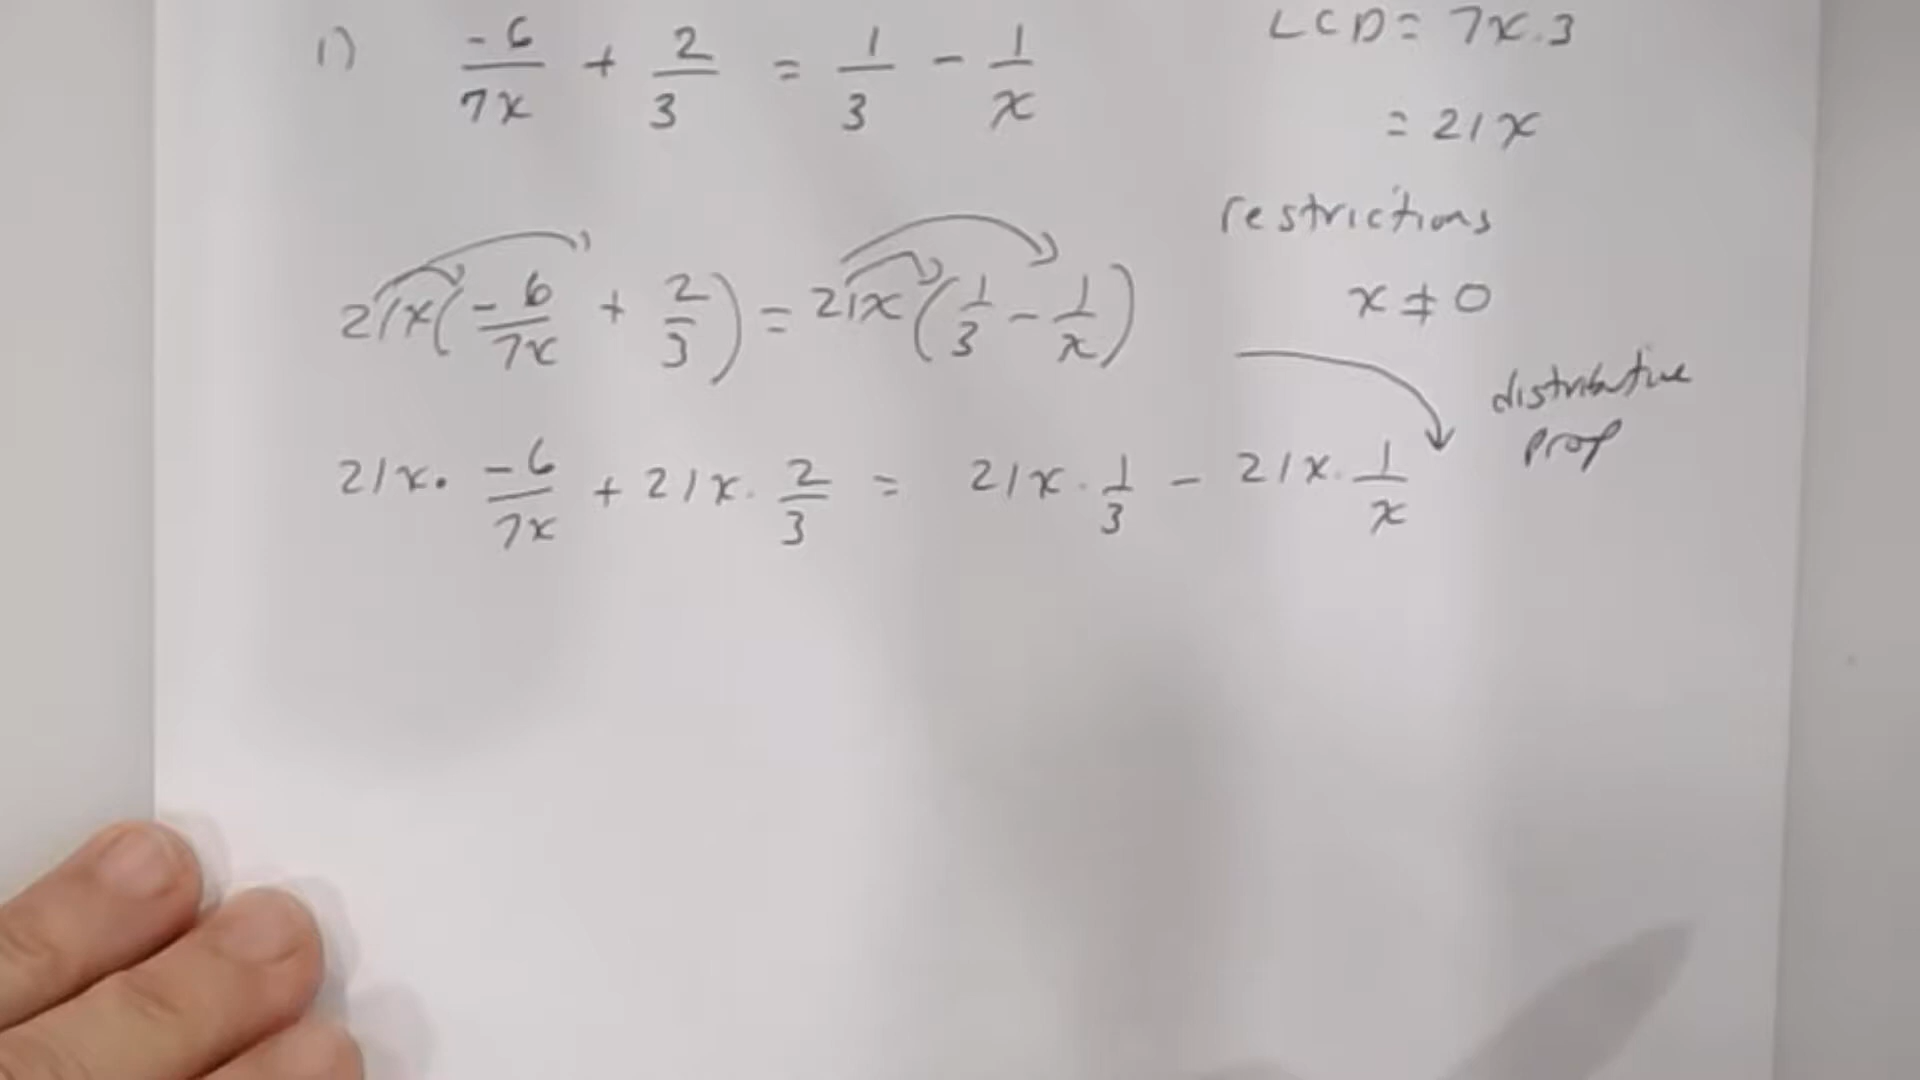 1) -6/7x + 2/3 = 1/3 - 1/x
LCD = 7x·3
= 21x
restrictions
x ≠ 0
21x(-6/7x + 2/3) = 21x(1/3 - 1/x)
distributive
prop
21x · -6/7x + 21x · 2/3 = 21x · 1/3 - 21x · 1/x